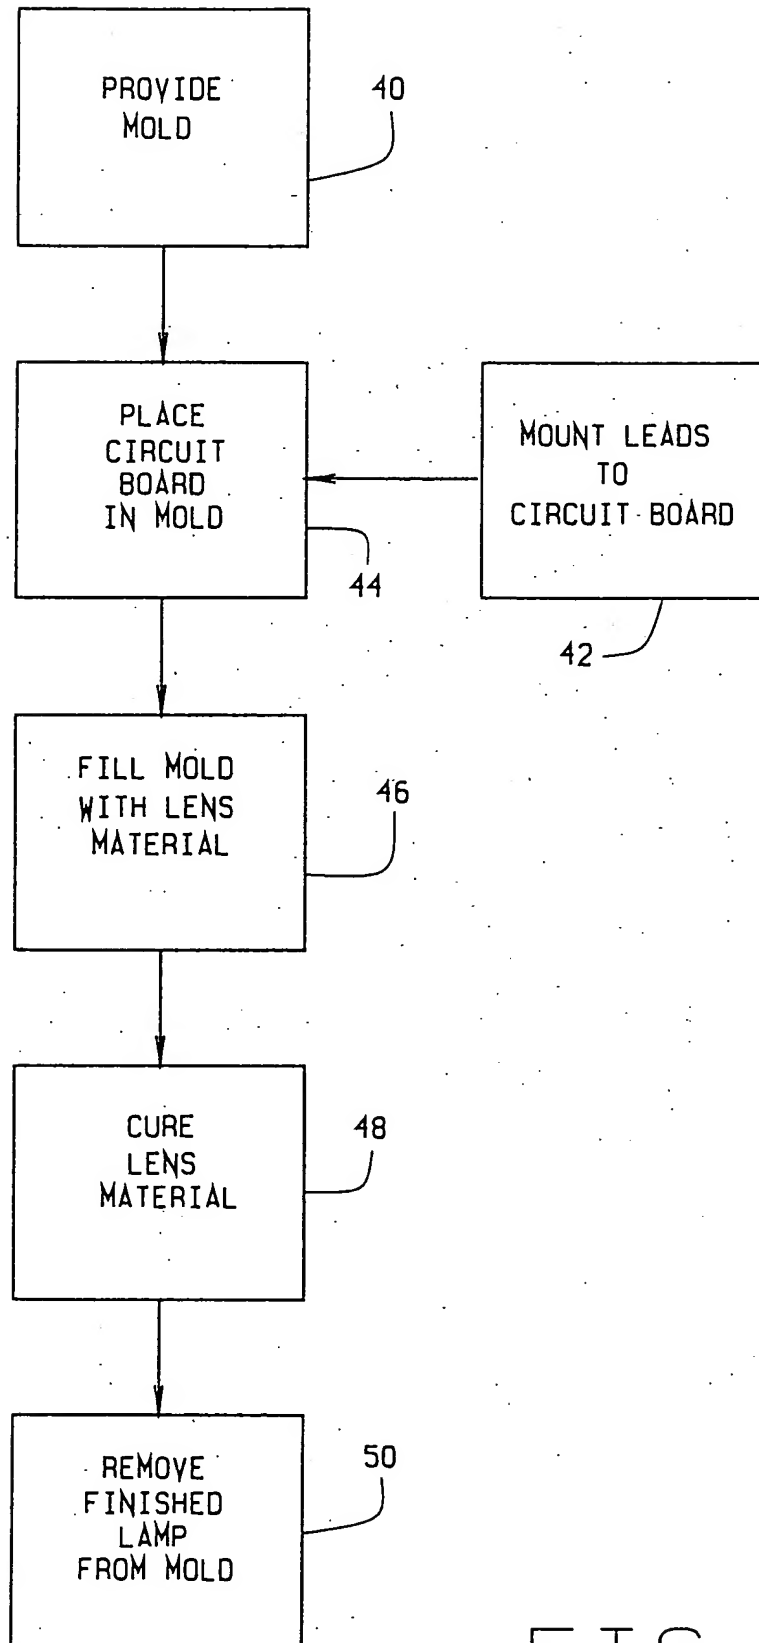 PROVIDE
MOLD
40
PLACE
CIRCUIT
BOARD
IN MOLD
44
MOUNT LEADS
TO
CIRCUIT BOARD
42
FILL MOLD
WITH LENS
MATERIAL
46
CURE
LENS
MATERIAL
48
REMOVE
FINISHED
LAMP
FROM MOLD
50
FIG